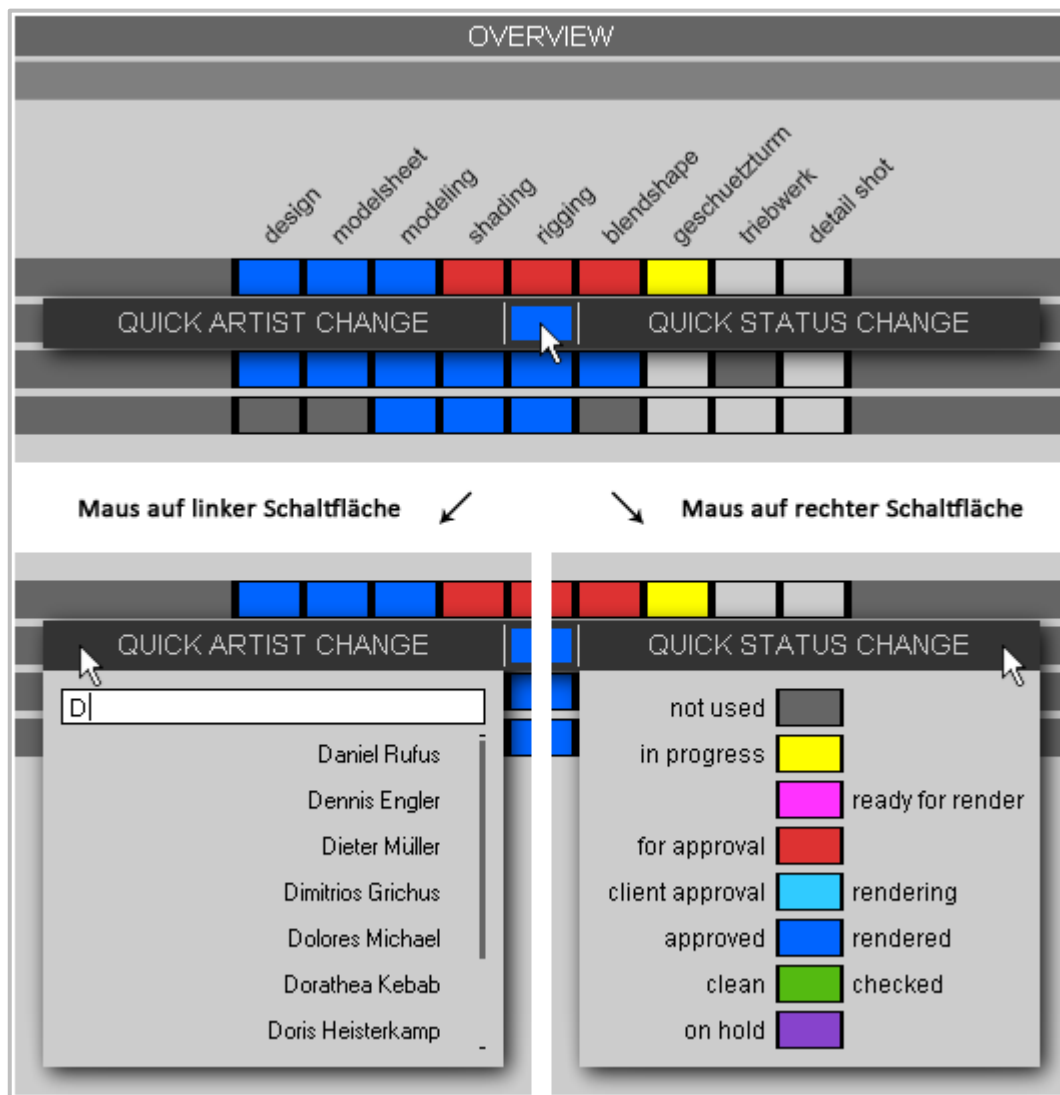 OVERVIEW
design
modelsheet
modeling
shading
rigging
blendshape
geschuetzturm
triebwerk
detail shot
QUICK ARTIST CHANGE
QUICK STATUS CHANGE
Maus auf linker Schaltfläche ↙
↘ Maus auf rechter Schaltfläche
QUICK ARTIST CHANGE
D
Daniel Rufus
Dennis Engler
Dieter Müller
Dimitrios Grichus
Dolores Michael
Dorathea Kebab
Doris Heisterkamp
QUICK STATUS CHANGE
not used
in progress
ready for render
for approval
client approval rendering
approved rendered
clean checked
on hold